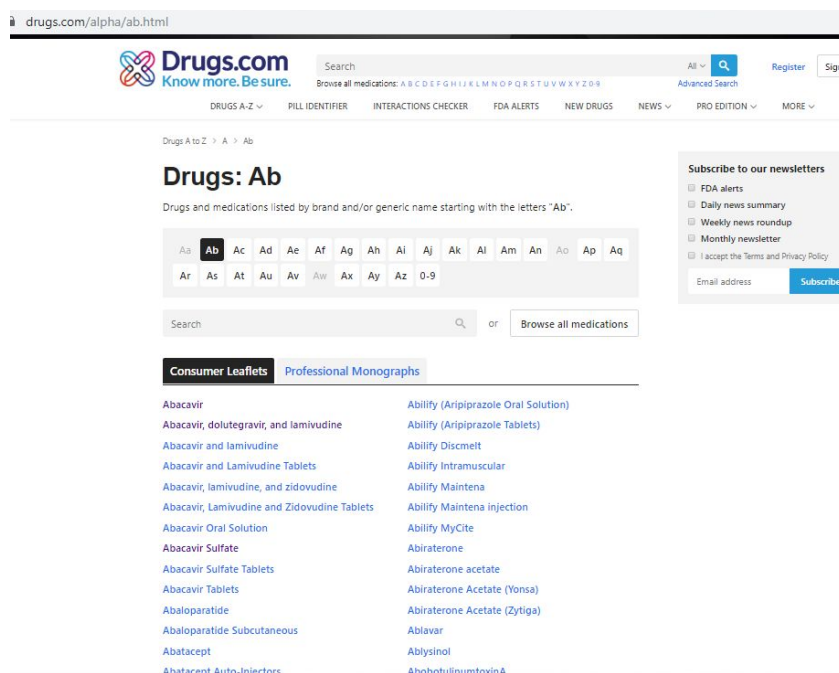 drugs.com/alpha/ab.html
Drugs.com
Know more. Be sure.
Search
All
Register
Sign
Browse all medications: A B C D E F G H I J K L M N O P Q R S T U V W X Y Z 0-9
Advanced Search
DRUGS A-Z PILL IDENTIFIER INTERACTIONS CHECKER FDA ALERTS NEW DRUGS NEWS PRO EDITION MORE
Drugs A to Z > A > Ab
Drugs: Ab
Drugs and medications listed by brand and/or generic name starting with the letters "Ab".
Aa Ab Ac Ad Ae Af Ag Ah Ai Aj Ak Al Am An Ao Ap Aq
Ar As At Au Av Aw Ax Ay Az 0-9
Search
or
Browse all medications
Consumer Leaflets Professional Monographs
Abacavir
Abacavir, dolutegravir, and lamivudine
Abacavir and lamivudine
Abacavir and Lamivudine Tablets
Abacavir, lamivudine, and zidovudine
Abacavir, Lamivudine and Zidovudine Tablets
Abacavir Oral Solution
Abacavir Sulfate
Abacavir Sulfate Tablets
Abacavir Tablets
Abaloparatide
Abaloparatide Subcutaneous
Abatacept
Abatacept Auto-Injectors
Abilify (Aripiprazole Oral Solution)
Abilify (Aripiprazole Tablets)
Abilify Discmelt
Abilify Intramuscular
Abilify Maintena
Abilify Maintena injection
Abilify MyCite
Abiraterone
Abiraterone acetate
Abiraterone Acetate (Yonsa)
Abiraterone Acetate (Zytiga)
Ablavar
Ablysinol
AbobotulinumtoxinA
Subscribe to our newsletters
FDA alerts
Daily news summary
Weekly news roundup
Monthly newsletter
I accept the Terms and Privacy Policy
Email address
Subscribe